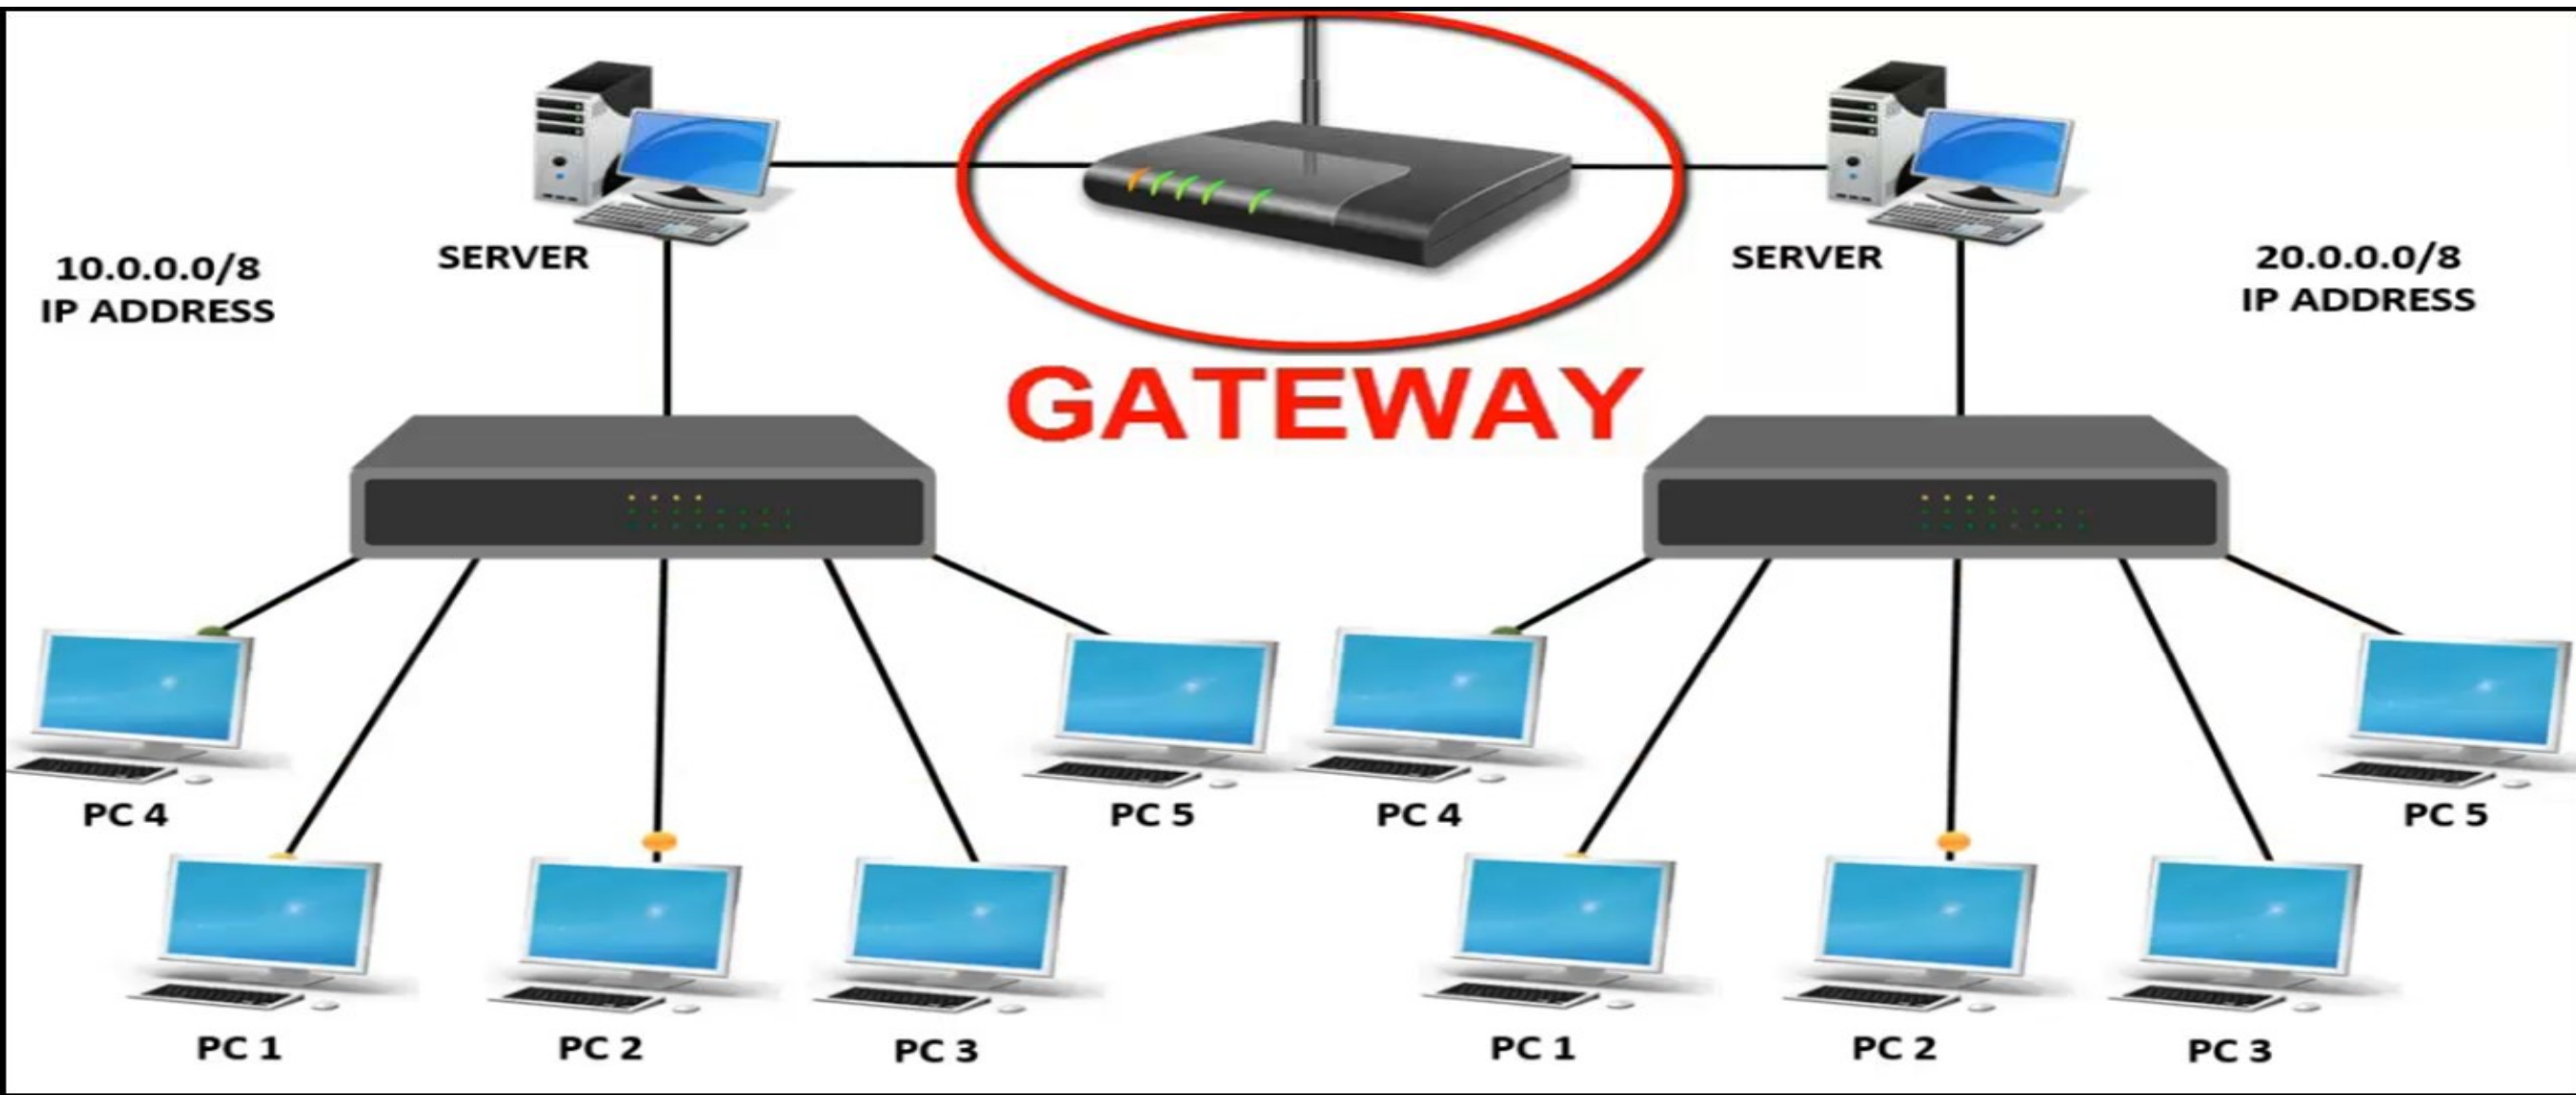 SERVER
SERVER
10.0.0.0/8
IP ADDRESS
20.0.0.0/8
IP ADDRESS
GATEWAY
PC 4
PC 5
PC 4
PC 5
PC 1
PC 2
PC 3
PC 1
PC 2
PC 3